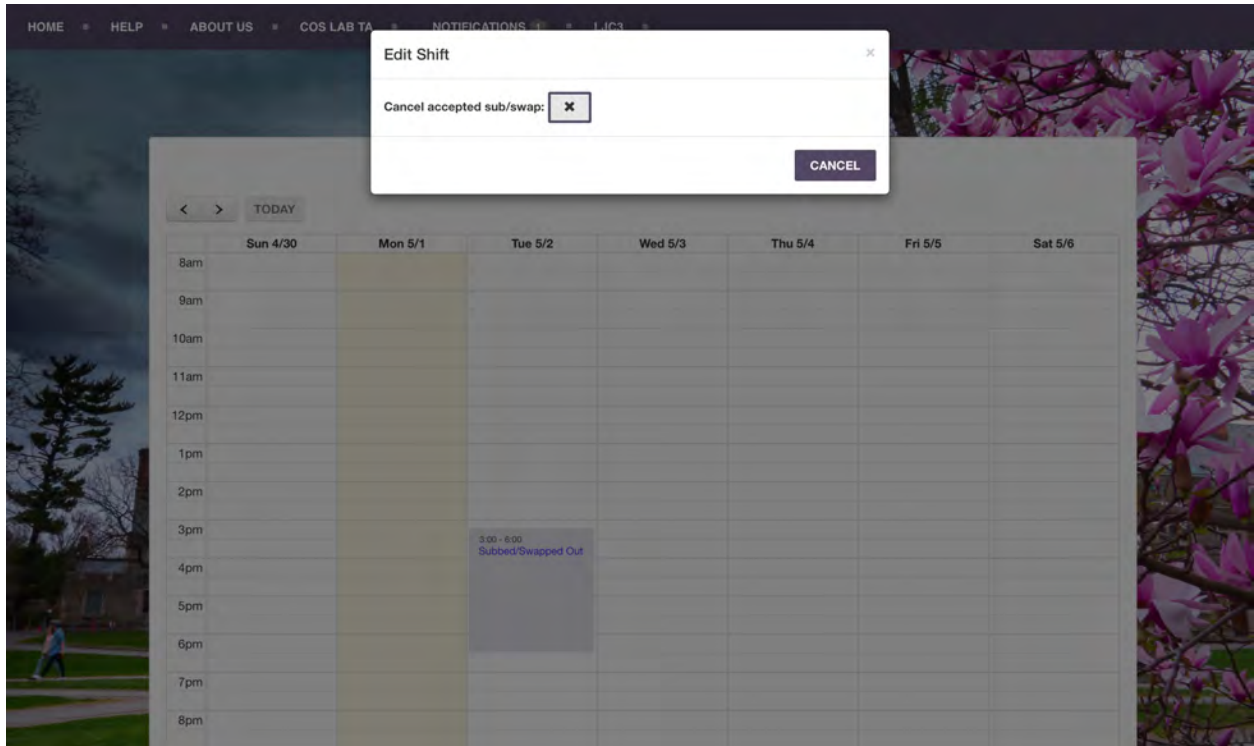 HOME HELP ABOUT US COS LAB TA NOTIFICATIONS 1 LJC3
Edit Shift ×
Cancel accepted sub/swap: ✖
CANCEL
< > TODAY
Sun 4/30 Mon 5/1 Tue 5/2 Wed 5/3 Thu 5/4 Fri 5/5 Sat 5/6
8am
9am
10am
11am
12pm
1pm
2pm
3pm
3:00 - 6:00
Subbed/Swapped Out
4pm
5pm
6pm
7pm
8pm